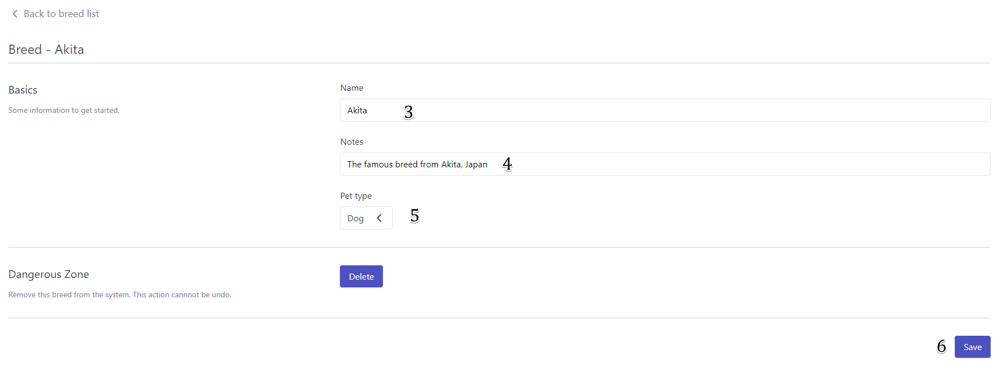 Back to breed list
Breed - Akita
Basics
Some information to get started.
Name
Akita 3
Notes
The famous breed from Akita, Japan 4
Pet type
Dog 5
Dangerous Zone
Remove this breed from the system. This action cannnot be undo.
Delete
6 Save